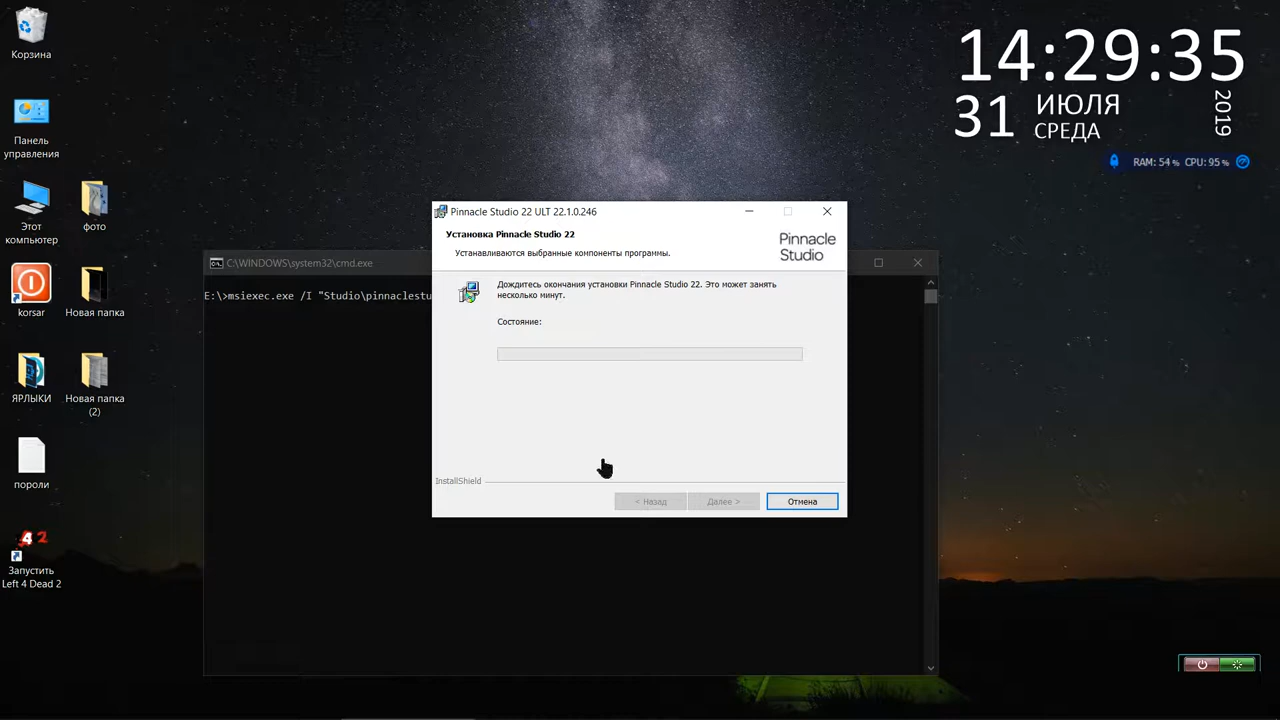 Корзина
Панель
управления
Этот
компьютер
фото
korsar
Новая папка
ЯРЛЫКИ
Новая папка
(2)
пороли
4 2
Запустить
Left 4 Dead 2
14:29:35
31
ИЮЛЯ
СРЕДА
2019
RAM: 54 % CPU: 95 %
C:\WINDOWS\system32\cmd.exe
E:\>msiexec.exe /I "Studio\pinnaclestu
Pinnacle Studio 22 ULT 22.1.0.246
Установка Pinnacle Studio 22
Устанавливаются выбранные компоненты программы.
Pinnacle
Studio
Дождитесь окончания установки Pinnacle Studio 22. Это может занять
несколько минут.
Состояние:
InstallShield
< Назад
Далее >
Отмена